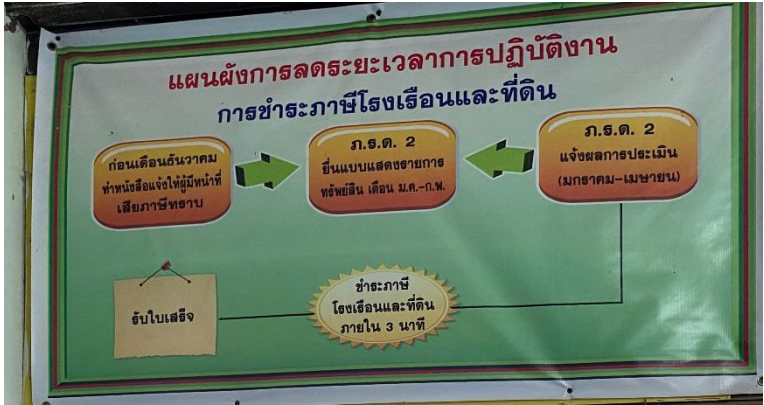 แผนผังการลดระยะเวลาการปฏิบัติงาน
การชำระภาษีโรงเรือนและที่ดิน
ก่อนเดือนธันวาคม
ทำหนังสือแจ้งให้ผู้มีหน้าที่
เสียภาษีทราบ
ภ.ร.ด. 2
ยื่นแบบแสดงรายการ
ทรัพย์สิน เดือน ม.ค.-ก.พ.
ภ.ร.ด. 2
แจ้งผลการประเมิน
(มกราคม-เมษายน)
รับใบเสร็จ
ชำระภาษี
โรงเรือนและที่ดิน
ภายใน 3 นาที